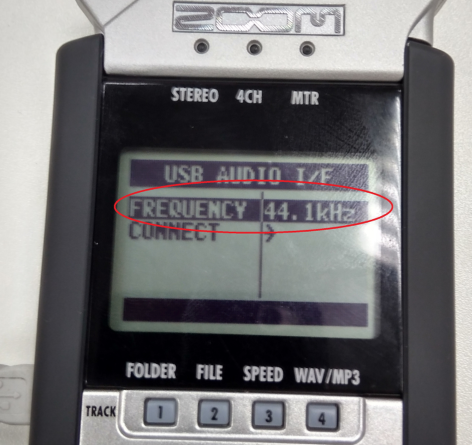 ZOOM
STEREO 4CH MTR
USB AUDIO I/F
FREQUENCY 44.1kHz
CONNECT >
FOLDER FILE SPEED WAV/MP3
TRACK 1 2 3 4